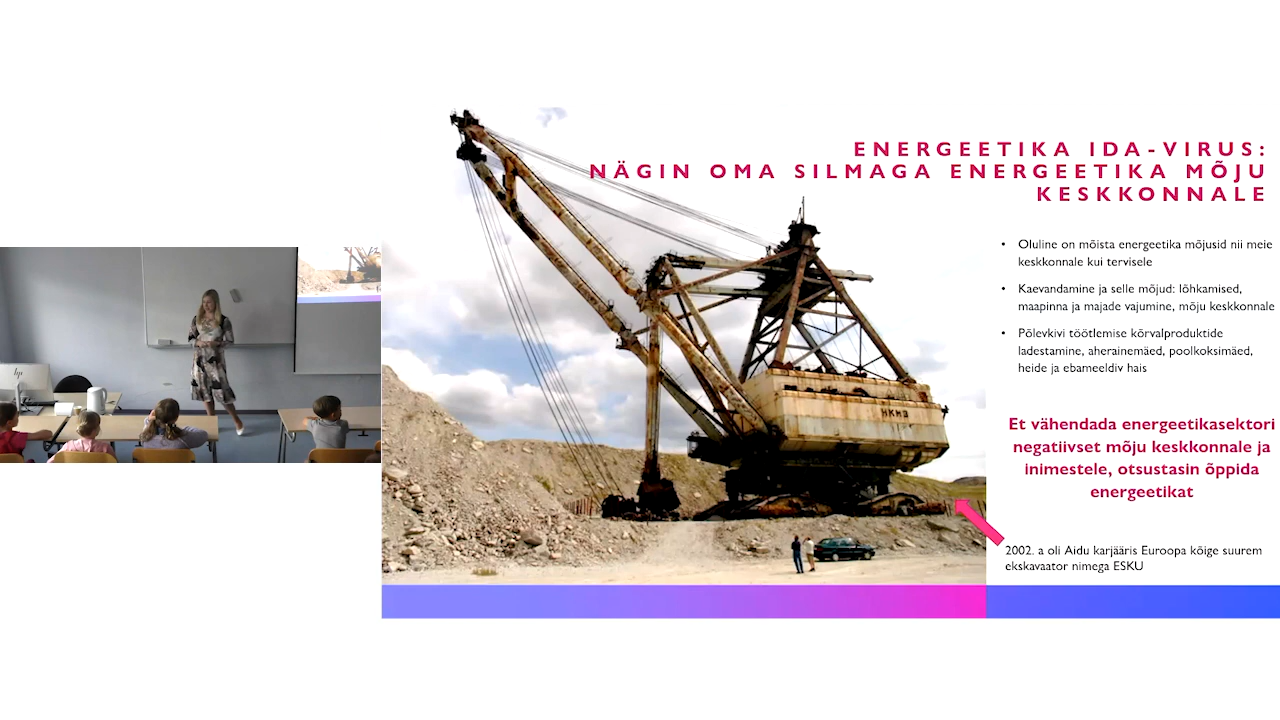 ENERGEETIKA IDA-VIRUS:
NÄGIN OMA SILMAGA ENERGEETIKA MÕJU
KESKKONNALE
• Oluline on mõista energeetika mõjusid nii meie
keskkonnale kui tervisele
• Kaevandamine ja selle mõjud: lõhkamised,
maapinna ja majade vajumine, mõju keskkonnale
• Põlevkivi töötlemise kõrvalproduktide
ladestamine, aherainemäed, poolkoksimäed,
heide ja ebameeldiv hais
Et vähendada energeetikasektori
negatiivset mõju keskkonnale ja
inimestele, otsustasin õppida
energeetikat
2002. a oli Aidu karjääris Euroopa kõige suurem
ekskavaator nimega ESKU
НКМЗ
hp